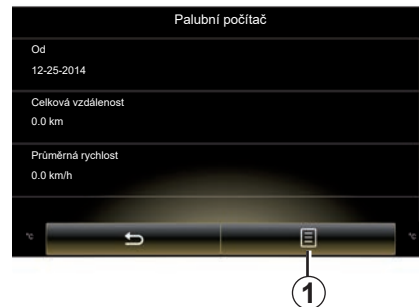 Palubní počítač
Od
12-25-2014
Celková vzdálenost
0.0 km
Průměrná rychlost
0.0 km/h
°C °C
1